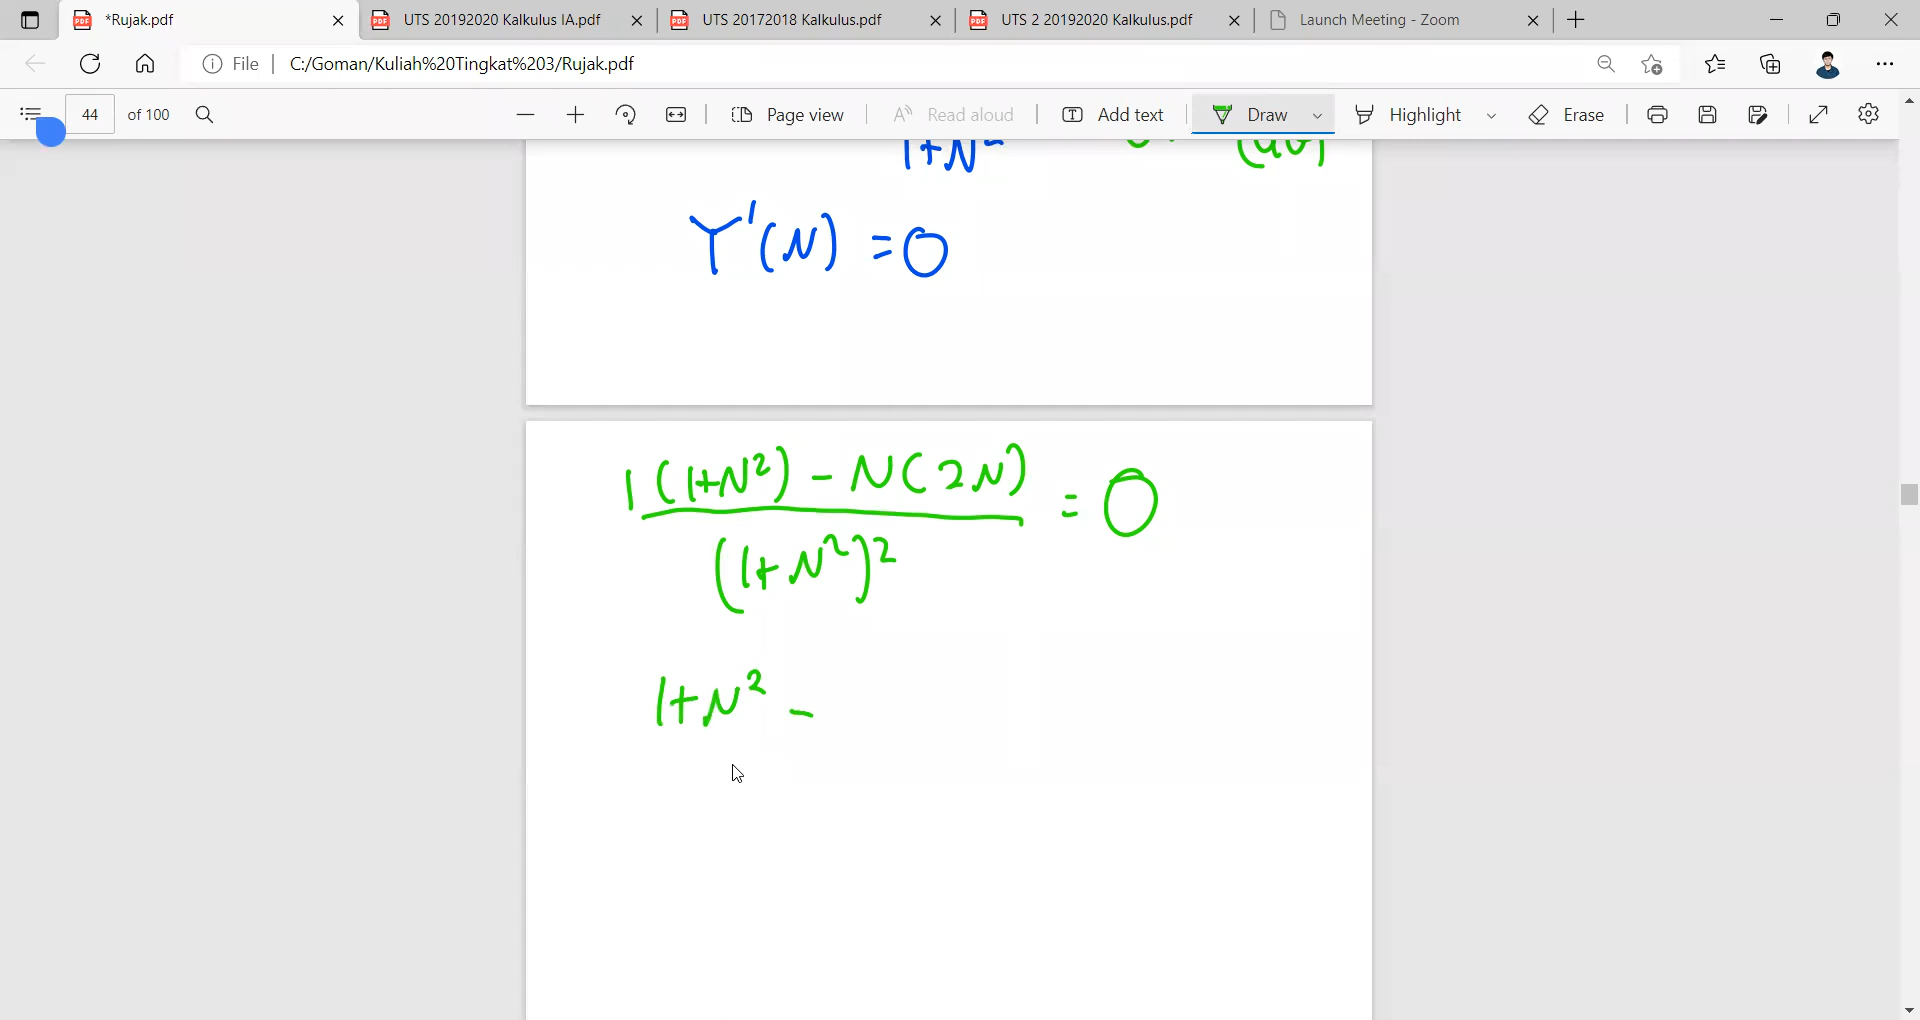 *Rujak.pdf
UTS 20192020 Kalkulus IA.pdf
UTS 20172018 Kalkulus.pdf
UTS 2 20192020 Kalkulus.pdf
Launch Meeting - Zoom
File | C:/Goman/Kuliah%20Tingkat%203/Rujak.pdf
44 of 100
Page view
Read aloud
Add text
Draw
Highlight
Erase
1+N²
Y'(N) = 0
1(1+N²) - N(2N) = 0
(1+N²)²
1+N² -